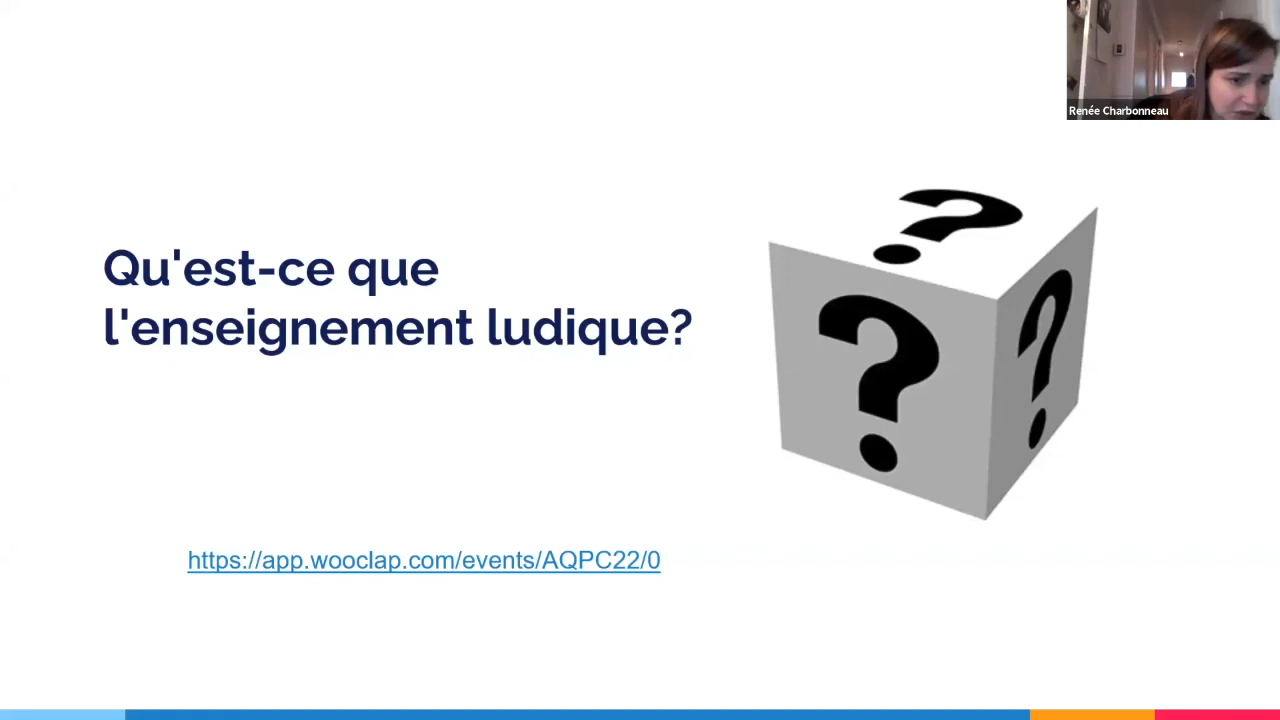 Renée Charbonneau
Qu'est-ce que
l'enseignement ludique?
? ? ?
https://app.wooclap.com/events/AQPC22/0